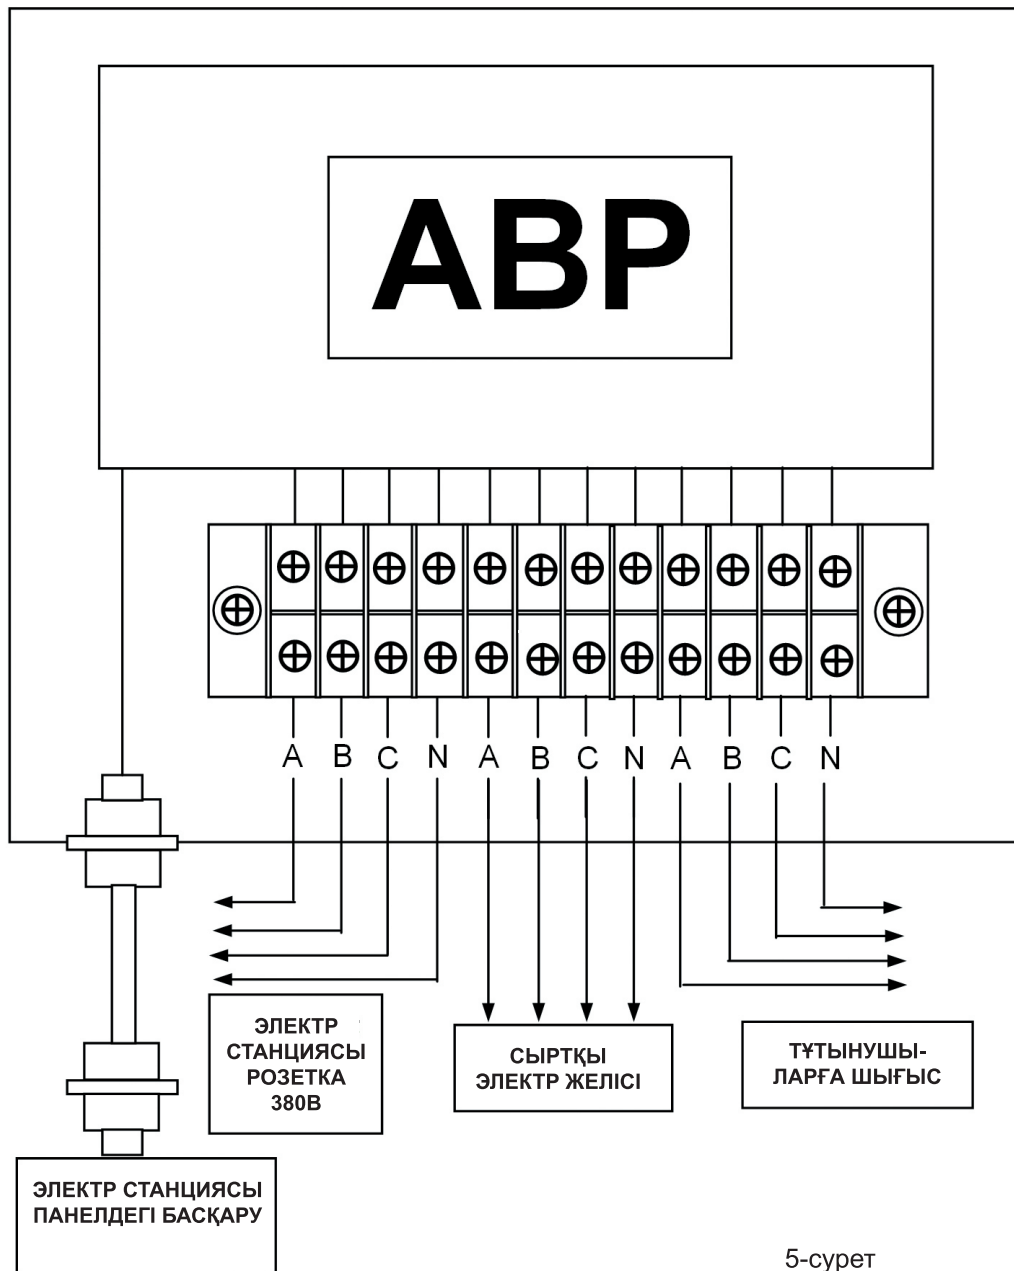 АВР
A B C N A B C N A B C N
ЭЛЕКТР
СТАНЦИЯСЫ
РОЗЕТКА
380В
СЫРТҚЫ
ЭЛЕКТР ЖЕЛІСІ
ТҰТЫНУШЫ-
ЛАРҒА ШЫҒЫС
ЭЛЕКТР СТАНЦИЯСЫ
ПАНЕЛДЕГІ БАСҚАРУ
5-сурет